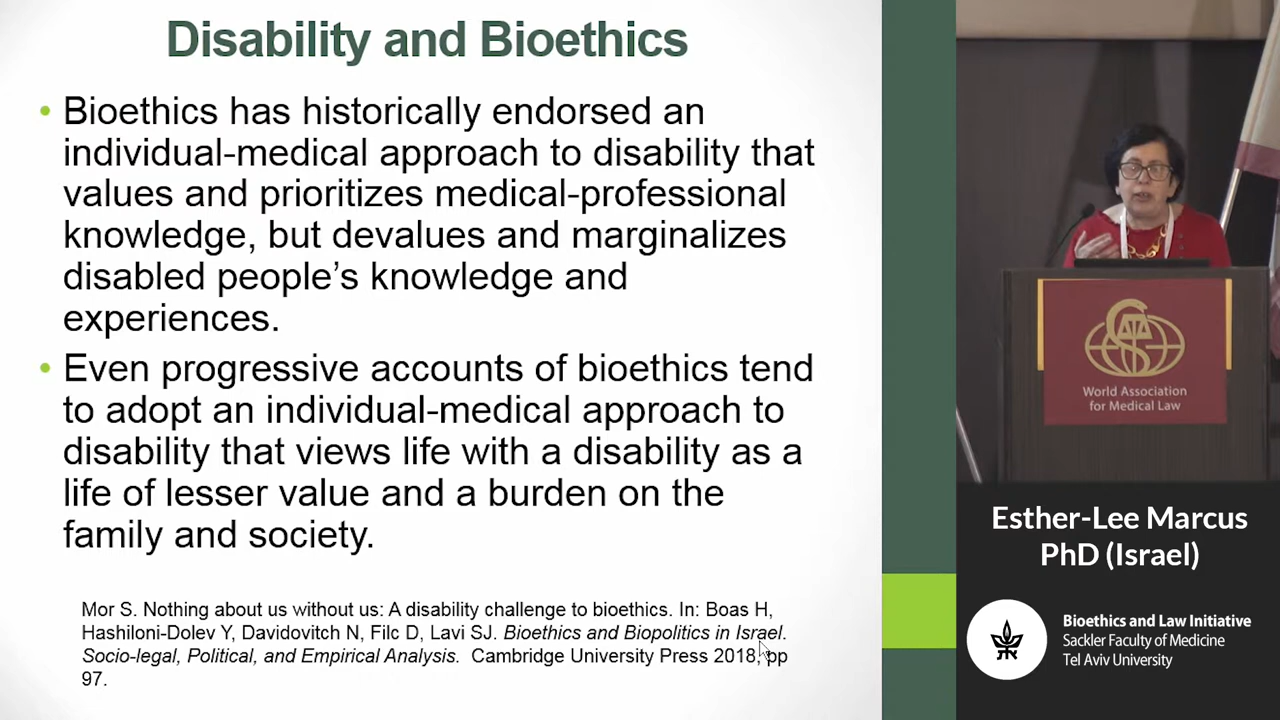 Disability and Bioethics
• Bioethics has historically endorsed an
individual-medical approach to disability that
values and prioritizes medical-professional
knowledge, but devalues and marginalizes
disabled people’s knowledge and
experiences.
• Even progressive accounts of bioethics tend
to adopt an individual-medical approach to
disability that views life with a disability as a
life of lesser value and a burden on the
family and society.
Mor S. Nothing about us without us: A disability challenge to bioethics. In: Boas H,
Hashiloni-Dolev Y, Davidovitch N, Filc D, Lavi SJ. Bioethics and Biopolitics in Israel.
Socio-legal, Political, and Empirical Analysis. Cambridge University Press 2018, pp
97.
World Association
for Medical Law
Esther-Lee Marcus
PhD (Israel)
Bioethics and Law Initiative
Sackler Faculty of Medicine
Tel Aviv University